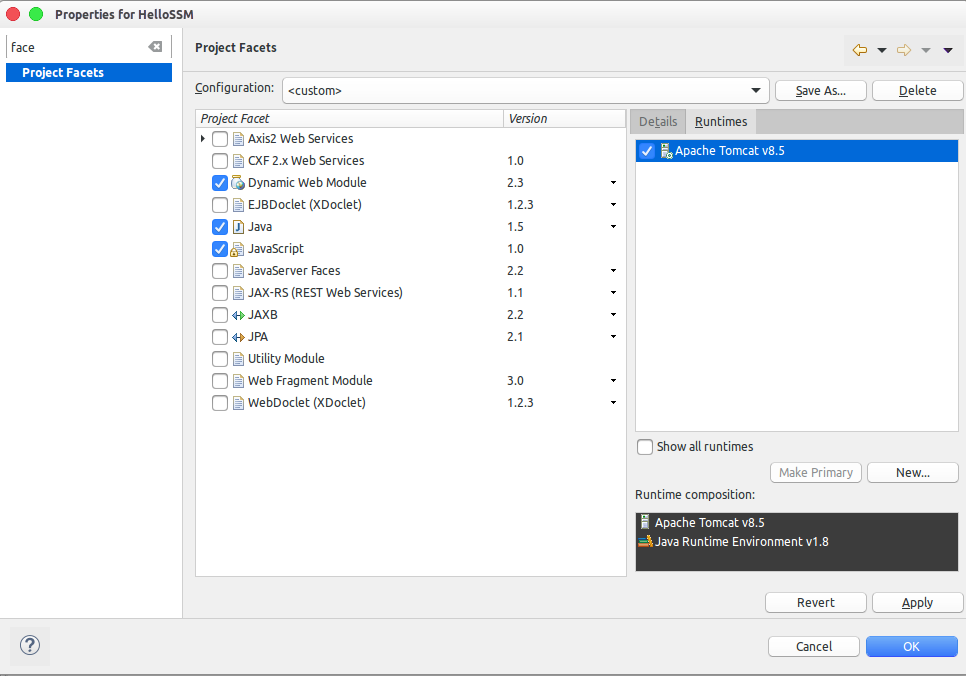 Properties for HelloSSM
face
Project Facets
Project Facets
Configuration: <custom> Save As... Delete
Project Facet Version
Axis2 Web Services
CXF 2.x Web Services 1.0
Dynamic Web Module 2.3
EJBDoclet (XDoclet) 1.2.3
Java 1.5
JavaScript 1.0
JavaServer Faces 2.2
JAX-RS (REST Web Services) 1.1
JAXB 2.2
JPA 2.1
Utility Module
Web Fragment Module 3.0
WebDoclet (XDoclet) 1.2.3
Details Runtimes
Apache Tomcat v8.5
Show all runtimes
Make Primary New...
Runtime composition:
Apache Tomcat v8.5
Java Runtime Environment v1.8
Revert Apply
? Cancel OK